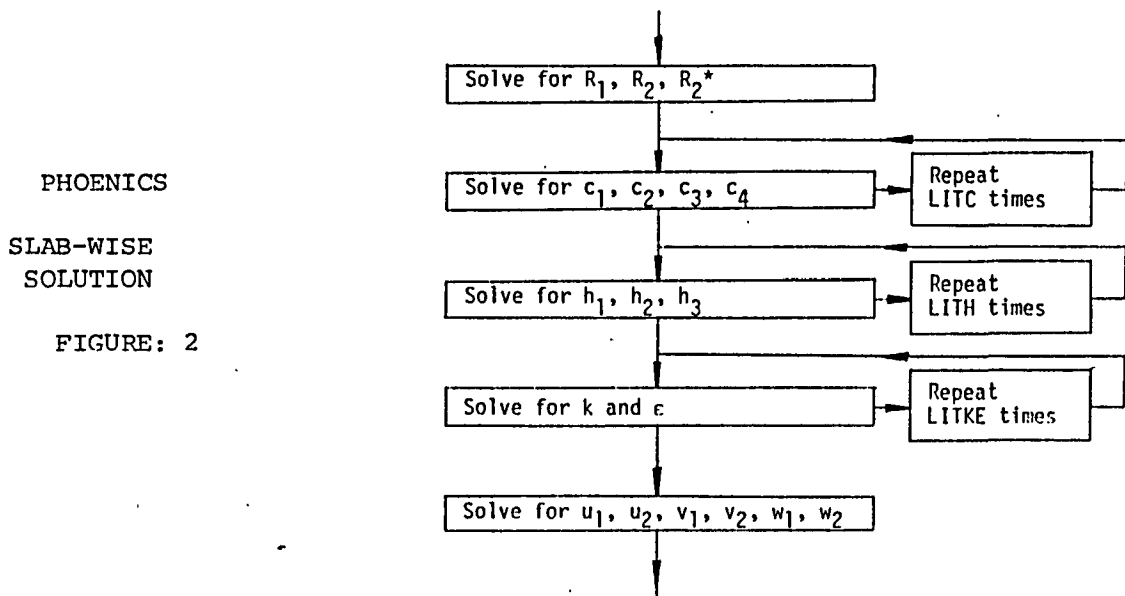 Solve for R₁, R₂, R₂*
PHOENICS
Solve for c₁, c₂, c₃, c₄
Repeat
LITC times
SLAB-WISE
SOLUTION
Solve for h₁, h₂, h₃
Repeat
LITH times
FIGURE: 2
Solve for k and ε
Repeat
LITKE times
Solve for u₁, u₂, v₁, v₂, w₁, w₂